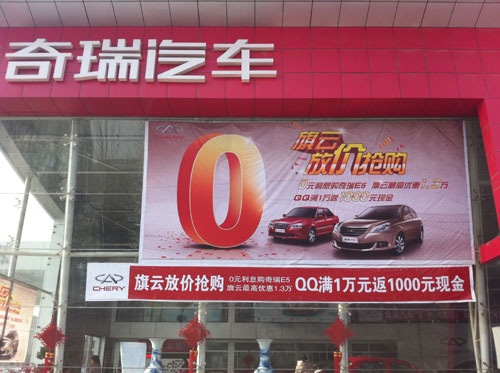 奇瑞汽车
CHERY
0
旗云
放价抢购
0元利息购奇瑞E5 旗云最高优惠1.3万
QQ满1万返1000元现金
CHERY
旗云放价抢购
0元利息购奇瑞E5
旗云最高优惠1.3万
QQ满1万元返1000元现金